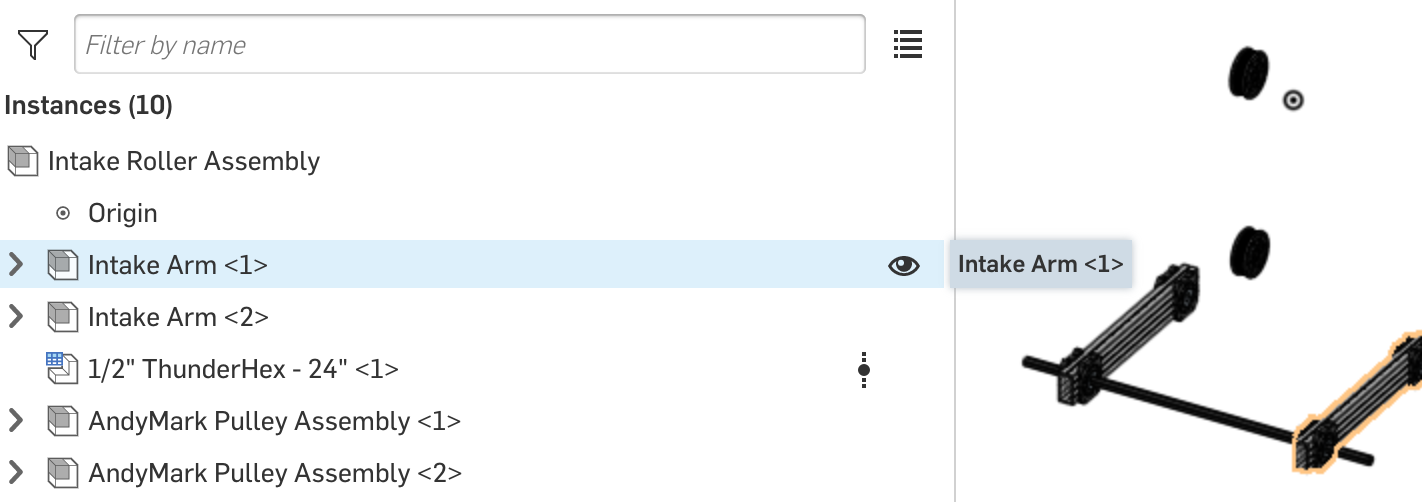 Filter by name
Instances (10)
Intake Roller Assembly
Origin
Intake Arm <1>
Intake Arm <1>
Intake Arm <2>
1/2" ThunderHex - 24" <1>
AndyMark Pulley Assembly <1>
AndyMark Pulley Assembly <2>